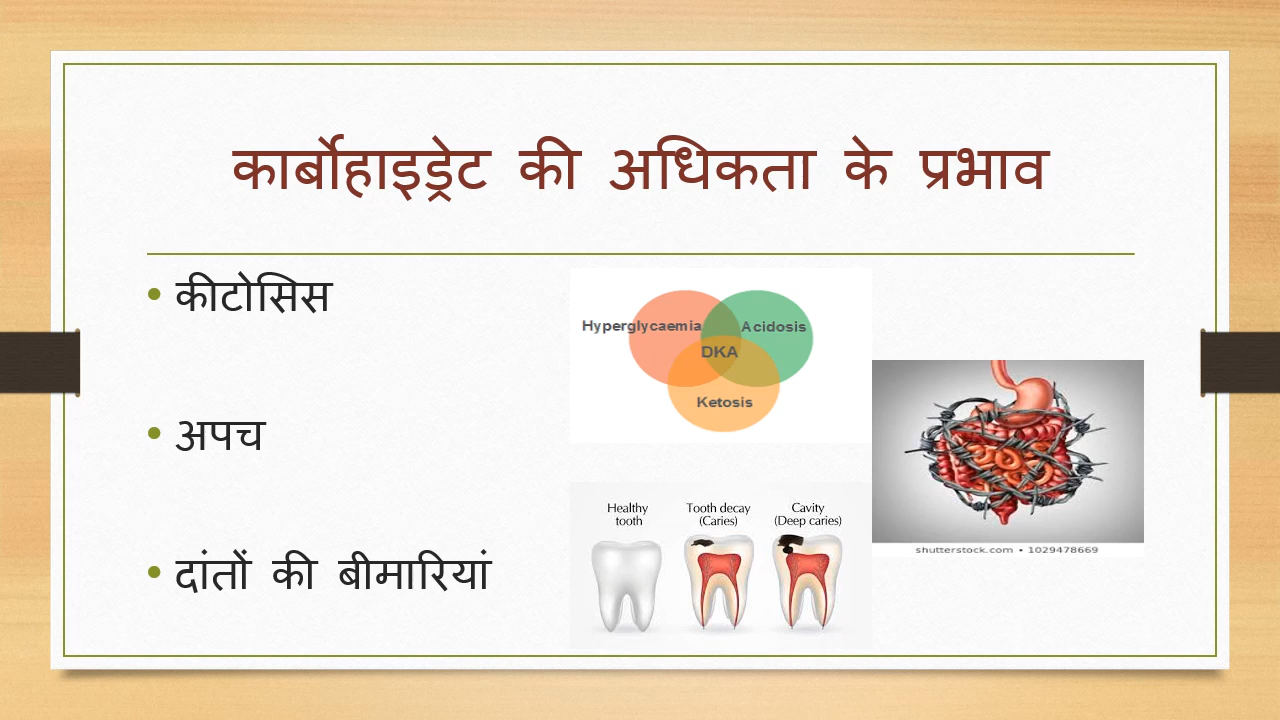 कार्बोहाइड्रेट की अधिकता के प्रभाव
• कीटोसिस
• अपच
• दांतों की बीमारियां
Hyperglycaemia
Acidosis
DKA
Ketosis
Healthy
tooth
Tooth decay
(Caries)
Cavity
(Deep caries)
shutterstock.com • 1029478669